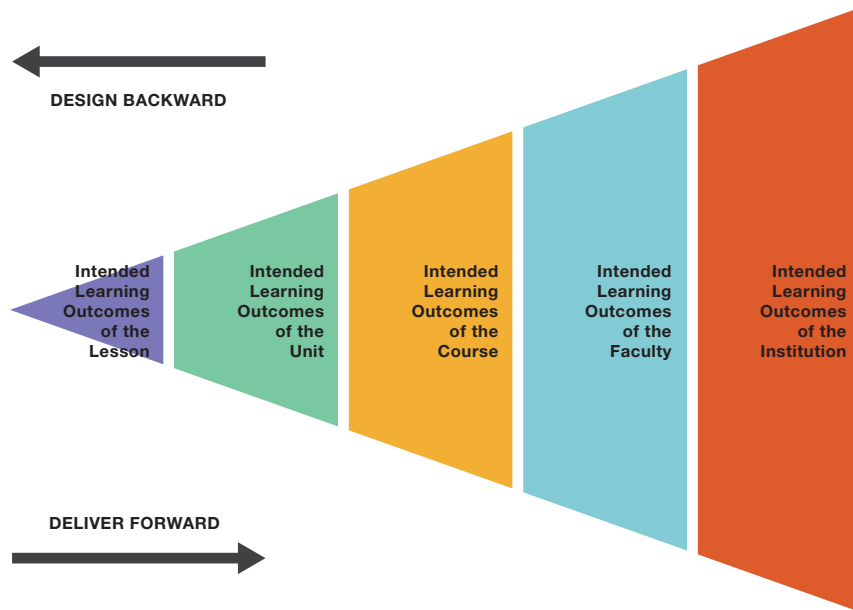 DESIGN BACKWARD
Intended
Learning
Outcomes
of the
Lesson
Intended
Learning
Outcomes
of the
Unit
Intended
Learning
Outcomes
of the
Course
Intended
Learning
Outcomes
of the
Faculty
Intended
Learning
Outcomes
of the
Institution
DELIVER FORWARD